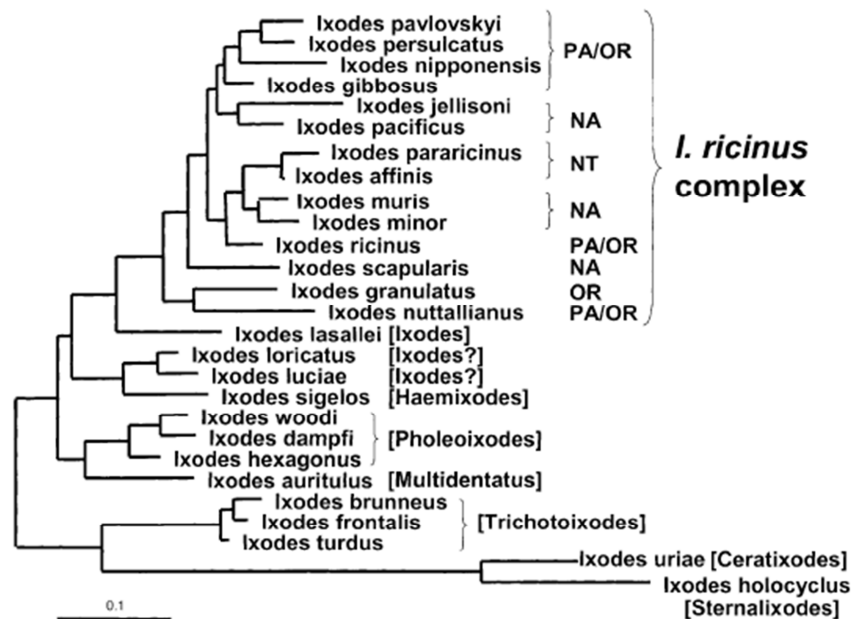 Ixodes pavlovskyi
Ixodes persulcatus
Ixodes nipponensis
Ixodes gibbosus
PA/OR
Ixodes jellisoni
Ixodes pacificus
NA
Ixodes pararicinus
Ixodes affinis
NT
Ixodes muris
Ixodes minor
NA
Ixodes ricinus PA/OR
Ixodes scapularis NA
Ixodes granulatus OR
Ixodes nuttallianus PA/OR
I. ricinus
complex
Ixodes lasallei [Ixodes]
Ixodes loricatus [Ixodes?]
Ixodes luciae [Ixodes?]
Ixodes sigelos [Haemixodes]
Ixodes woodi
Ixodes dampfi
Ixodes hexagonus
[Pholeoixodes]
Ixodes auritulus [Multidentatus]
Ixodes brunneus
Ixodes frontalis
Ixodes turdus
[Trichotoixodes]
Ixodes uriae [Ceratixodes]
Ixodes holocyclus
[Sternalixodes]
0.1